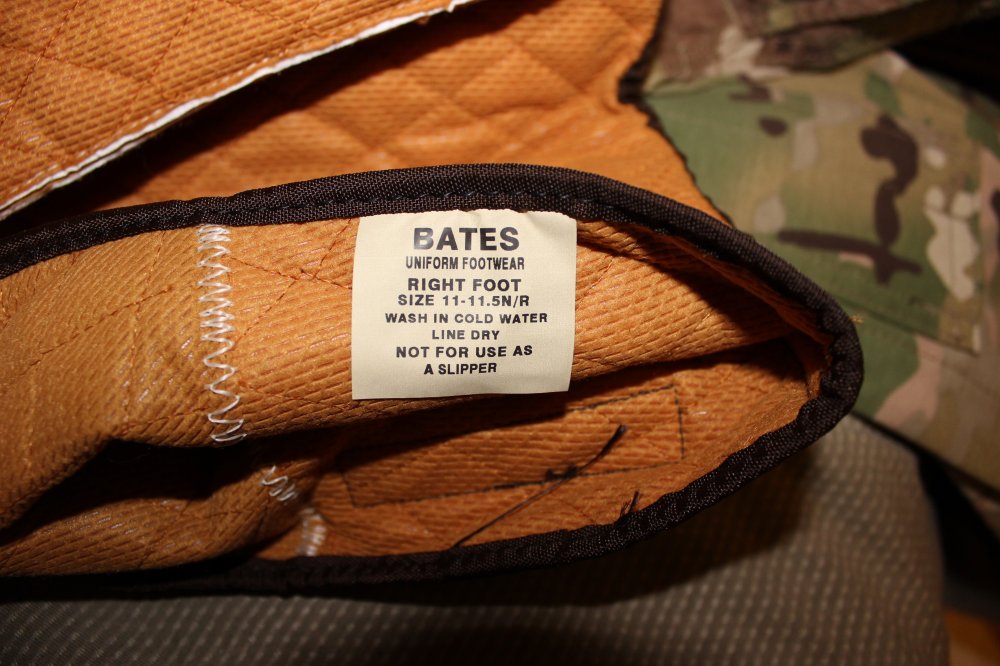 BATES
UNIFORM FOOTWEAR
RIGHT FOOT
SIZE 11-11.5N/R
WASH IN COLD WATER
LINE DRY
NOT FOR USE AS
A SLIPPER